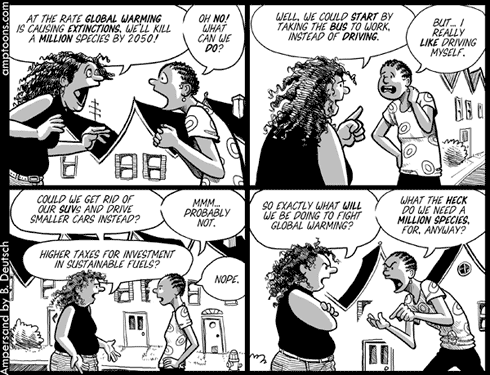 AT THE RATE GLOBAL WARMING
IS CAUSING EXTINCTIONS, WE'LL KILL
A MILLION SPECIES BY 2050!
OH NO!
WHAT
CAN WE
DO?
WELL, WE COULD START BY
TAKING THE BUS TO WORK,
INSTEAD OF DRIVING.
BUT... I
REALLY
LIKE DRIVING
MYSELF.
COULD WE GET RID OF
OUR SUVs AND DRIVE
SMALLER CARS INSTEAD?
MMM...
PROBABLY
NOT.
HIGHER TAXES FOR INVESTMENT
IN SUSTAINABLE FUELS?
NOPE.
SO EXACTLY WHAT WILL
WE BE DOING TO FIGHT
GLOBAL WARMING?
WHAT THE HECK
DO WE NEED A
MILLION SPECIES
FOR, ANYWAY?
amptoons.com
Ampersand by B. Deutsch